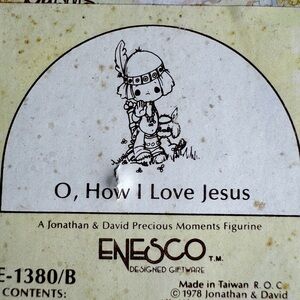 O, How I Love Jesus
A Jonathan & David Precious Moments Figurine
ENESCO T.M.
DESIGNED GIFTWARE
E-1380/B
Made in Taiwan R. O. C.
CONTENTS:
© 1978 Jonathan & David